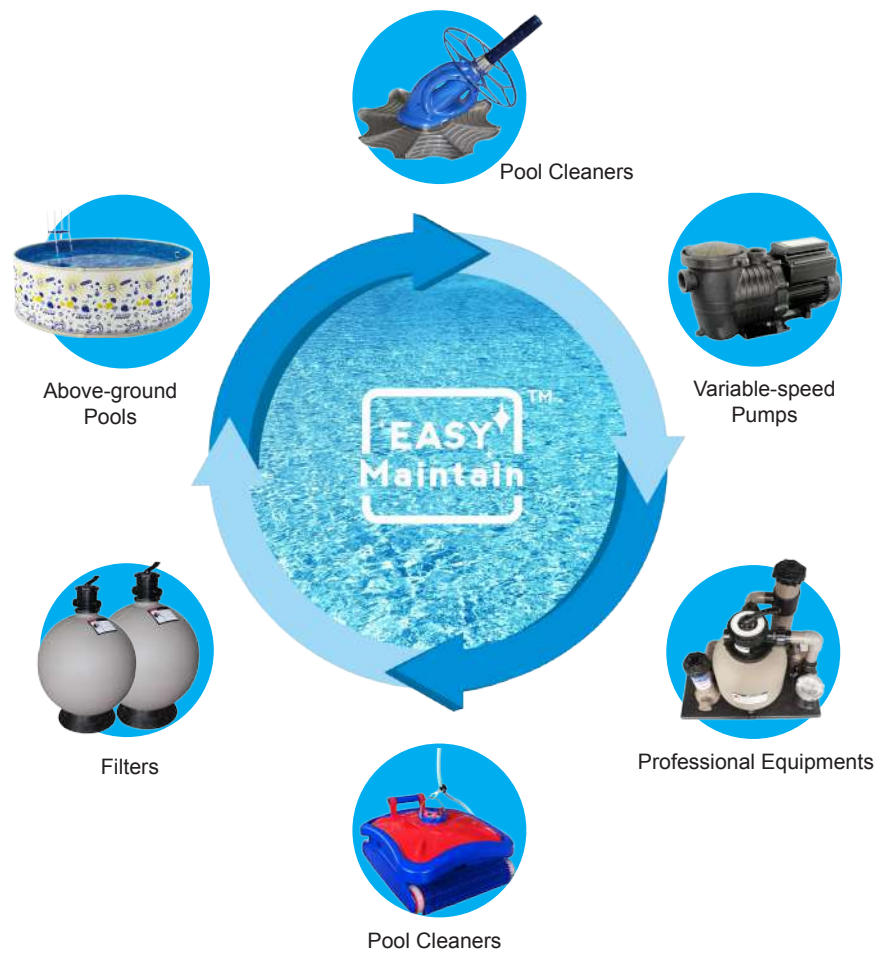 Pool Cleaners
Above-ground
Pools
Variable-speed
Pumps
EASY
Maintain
TM
Filters
Professional Equipments
Pool Cleaners